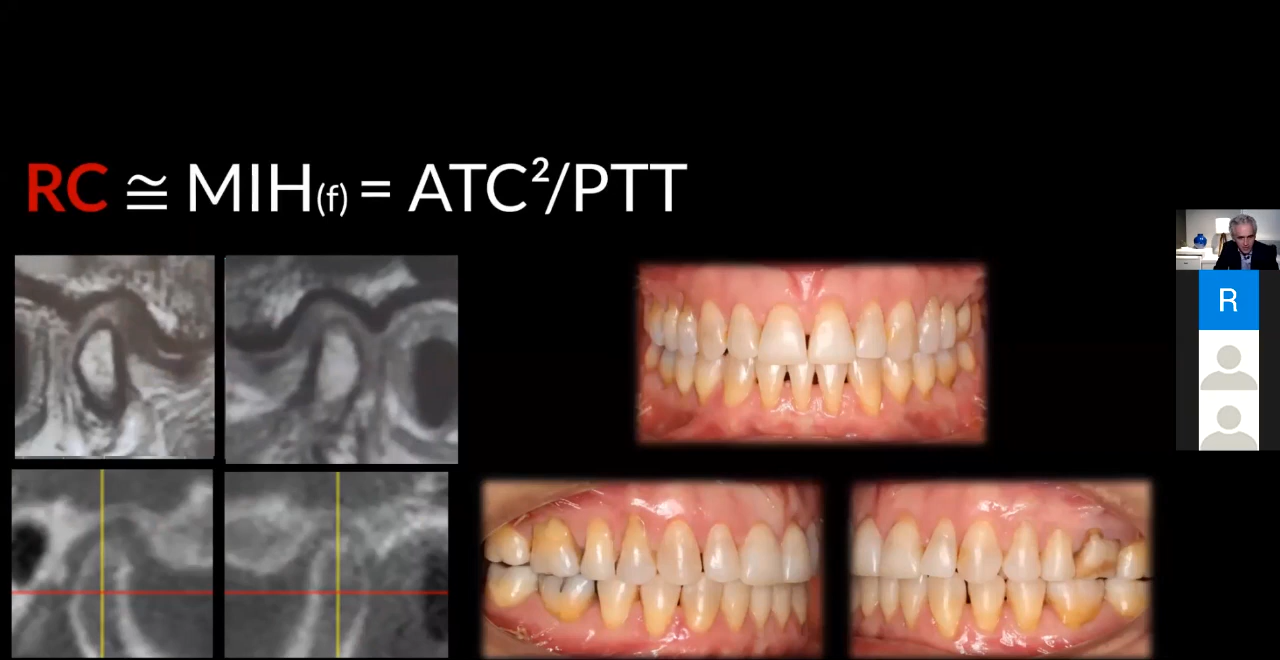 RC ≅ MIH(f) = ATC²/PTT
R